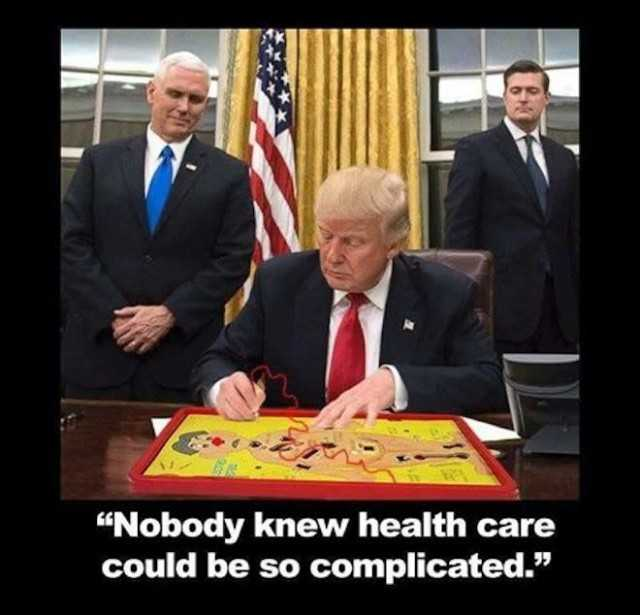 “Nobody knew health care
could be so complicated.”